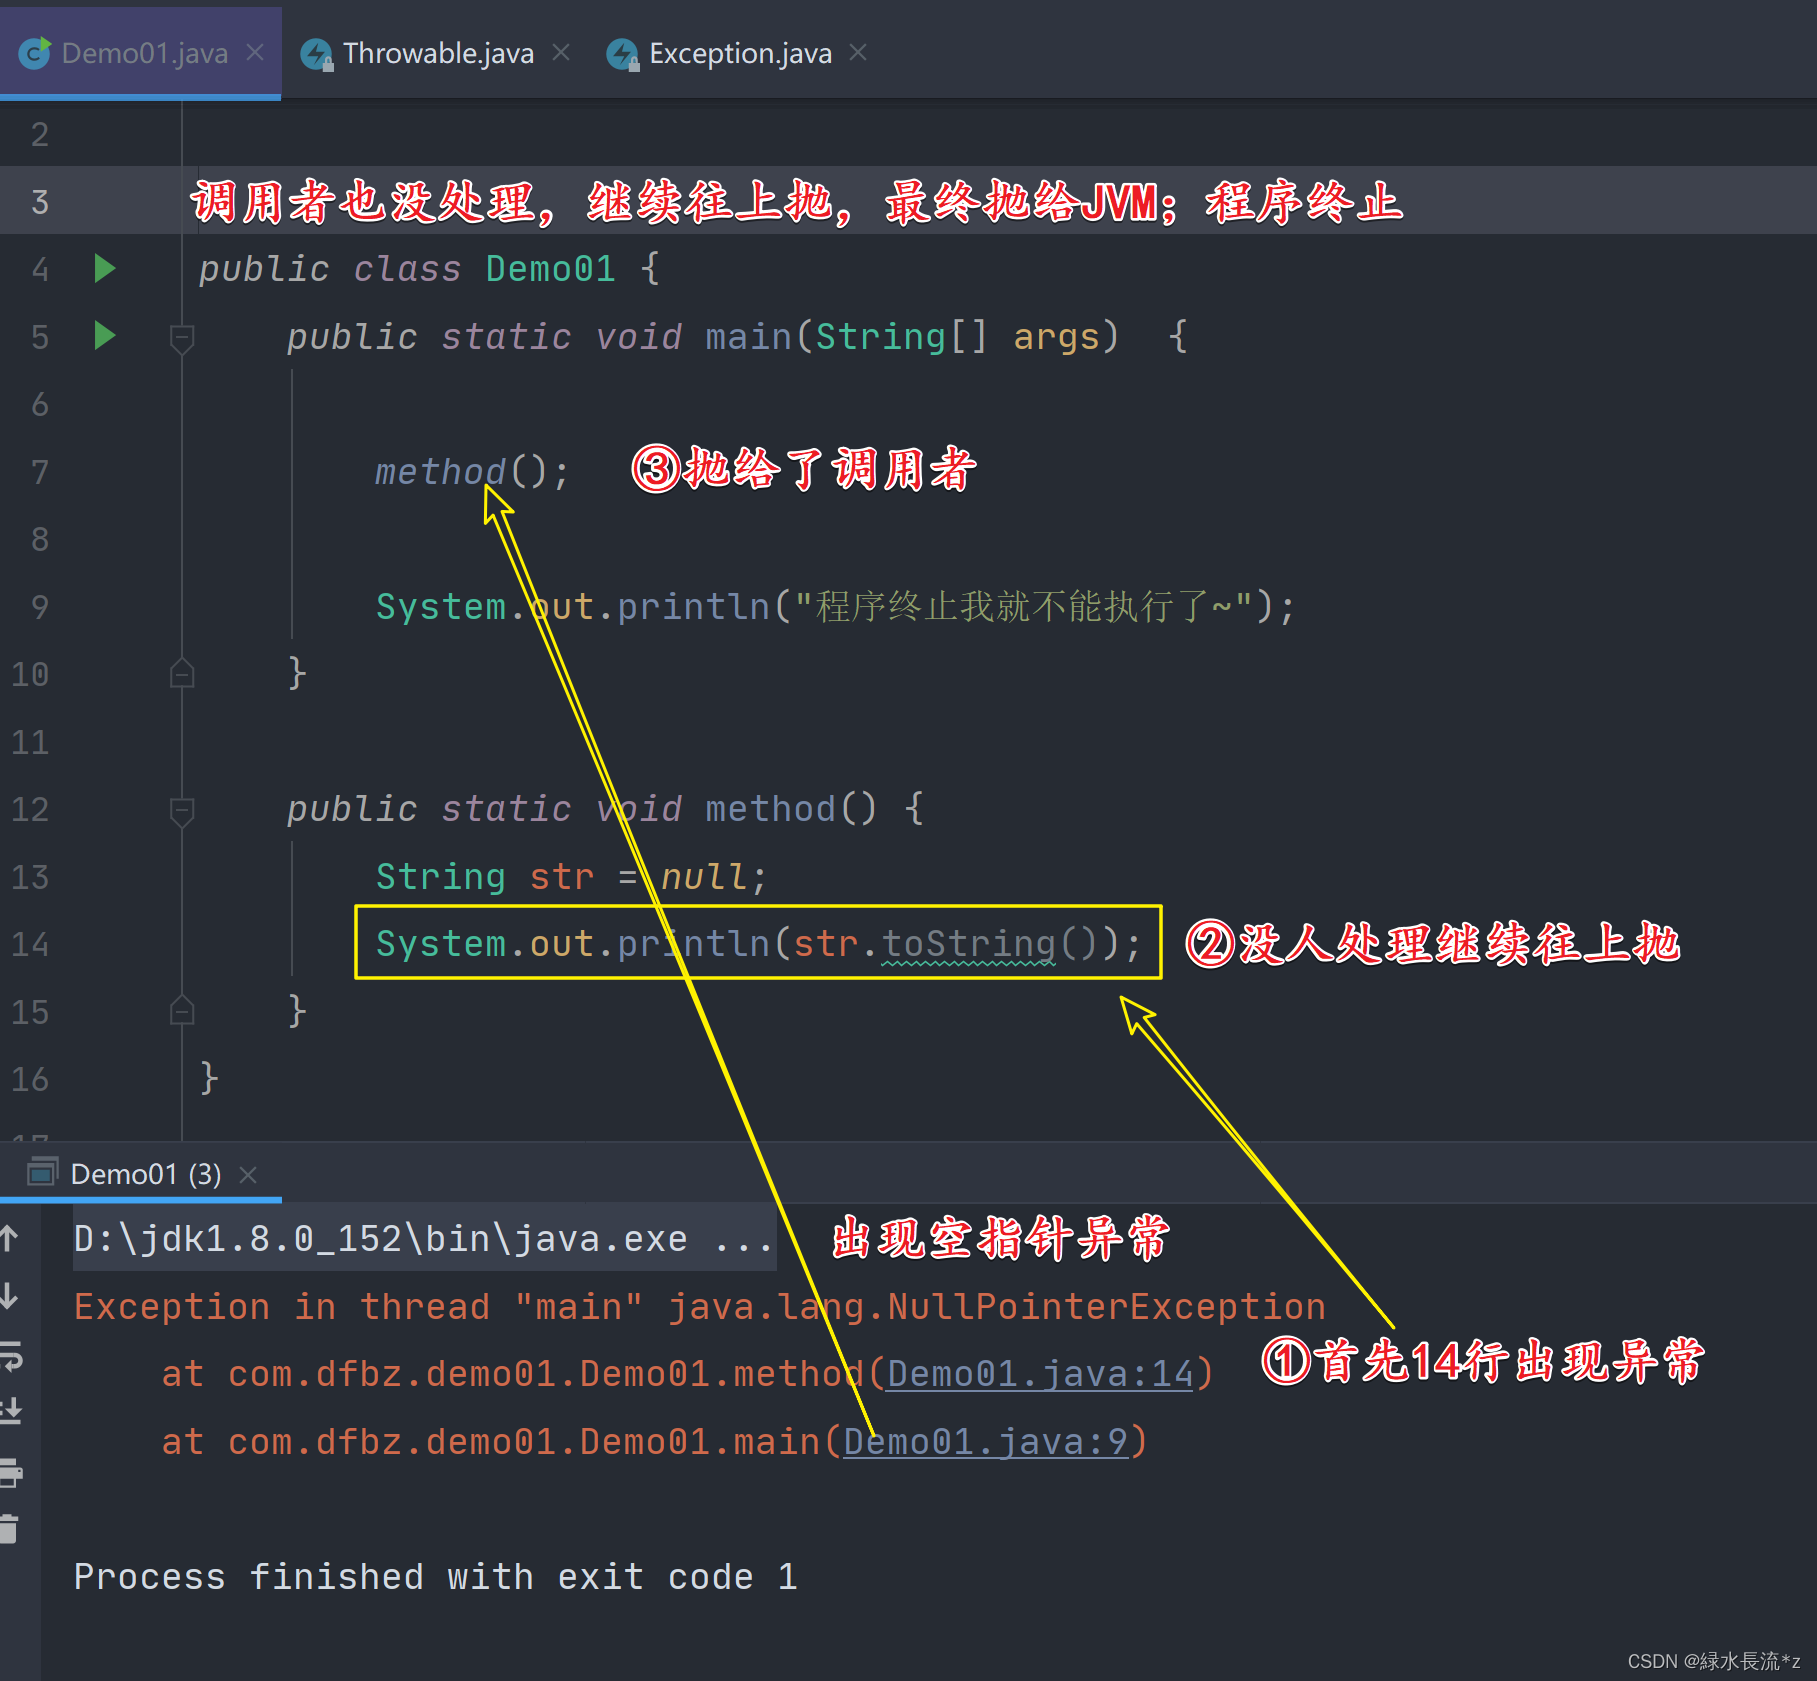 Demo01.java × Throwable.java × Exception.java ×
2
3 调用者也没处理，继续往上抛，最终抛给JVM；程序终止
4 public class Demo01 {
5 public static void main(String[] args)  {
6
7 method(); ③抛给了调用者
8
9 System.out.println("程序终止我就不能执行了~");
10 }
11
12 public static void method() {
13 String str = null;
14 System.out.println(str.toString()); ②没人处理继续往上抛
15 }
16 }
17
Demo01 (3) ×
D:\jdk1.8.0_152\bin\java.exe ... 出现空指针异常
Exception in thread "main" java.lang.NullPointerException
at com.dfbz.demo01.Demo01.method(Demo01.java:14) ①首先14行出现异常
at com.dfbz.demo01.Demo01.main(Demo01.java:9)
Process finished with exit code 1
CSDN @緑水長流*z